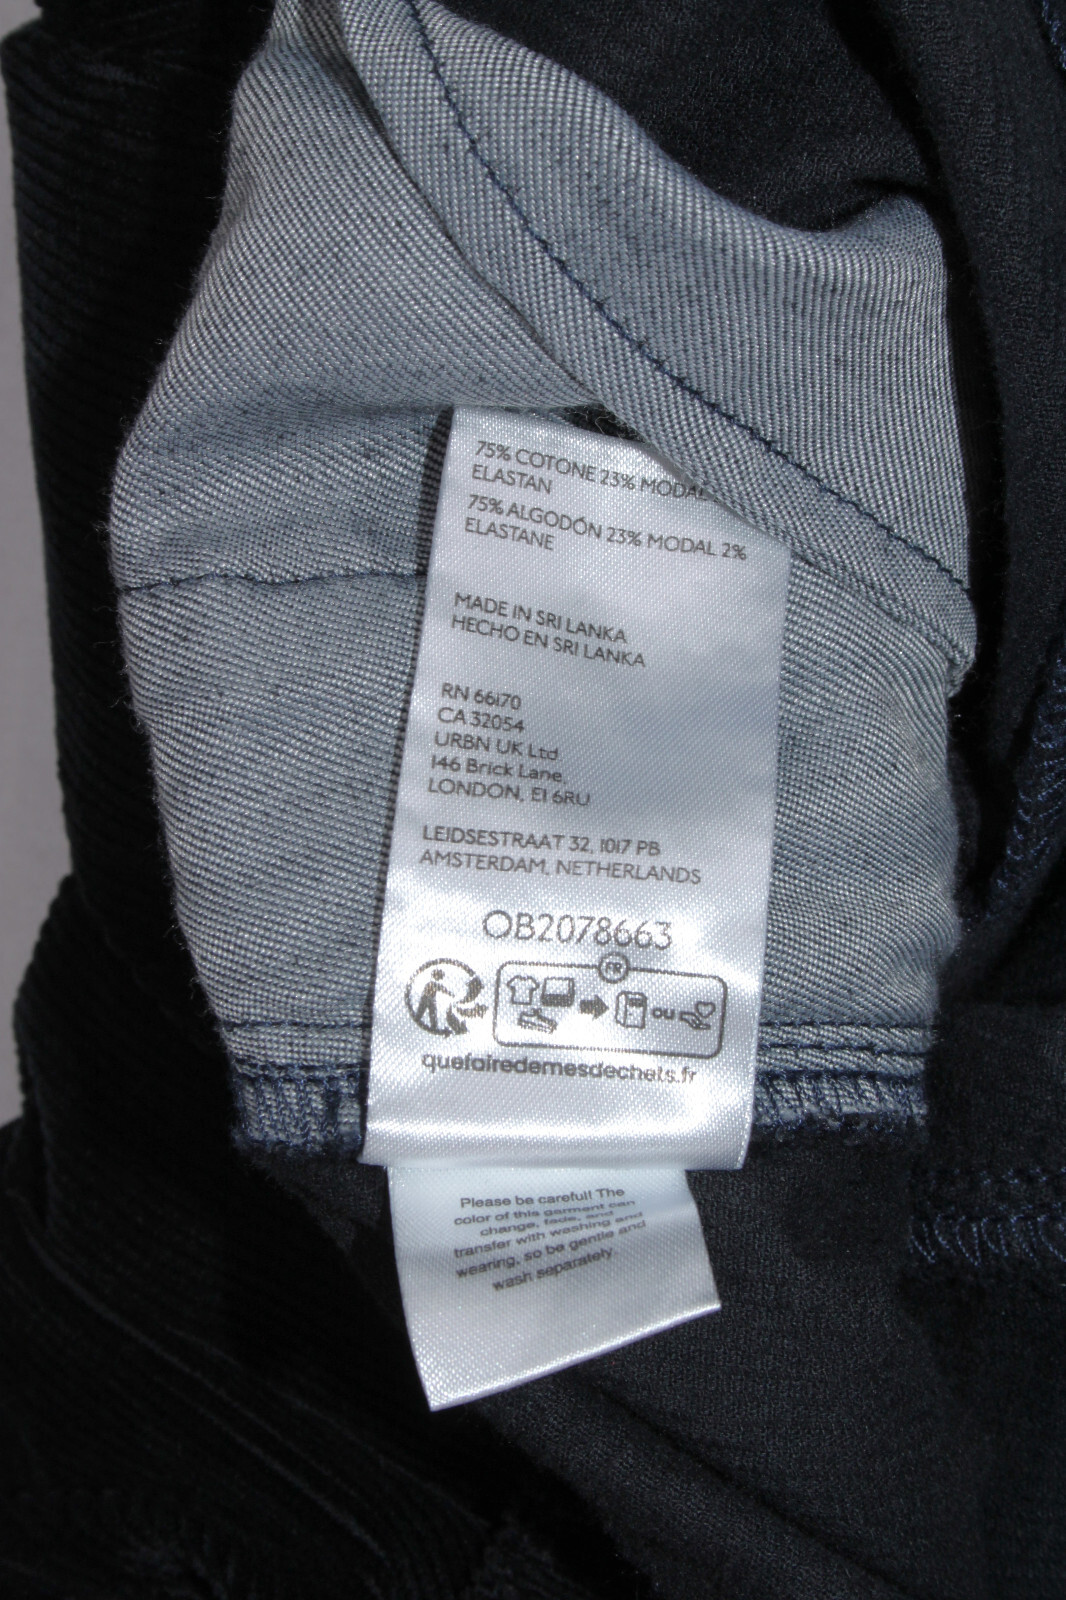 75% COTONE 23% MODAL
ELASTAN
75% ALGODÓN 23% MODAL 2%
ELASTANE
MADE IN SRI LANKA
HECHO EN SRI LANKA
RN 66170
CA 32054
URBN UK Ltd
146 Brick Lane,
LONDON, E1 6RU
LEIDSESTRAAT 32, 1017 PB
AMSTERDAM, NETHERLANDS
OB2078663
FR
OU
quefairedemesdechets.fr
Please be careful! The
color of this garment can
change, fade, and
transfer with washing and
wearing, so be gentle and
wash separately.